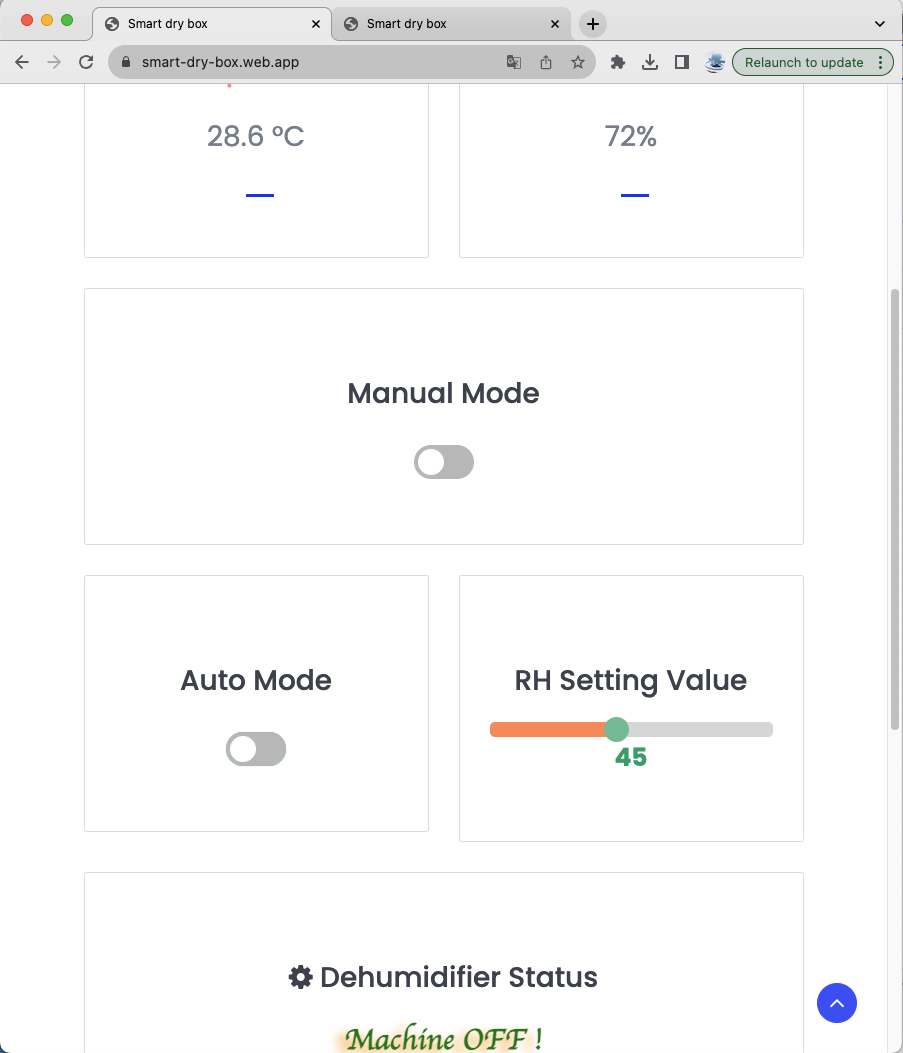 Smart dry box
Smart dry box
smart-dry-box.web.app
Relaunch to update
28.6 °C
72%
Manual Mode
Auto Mode
RH Setting Value
45
Dehumidifier Status
Machine OFF !